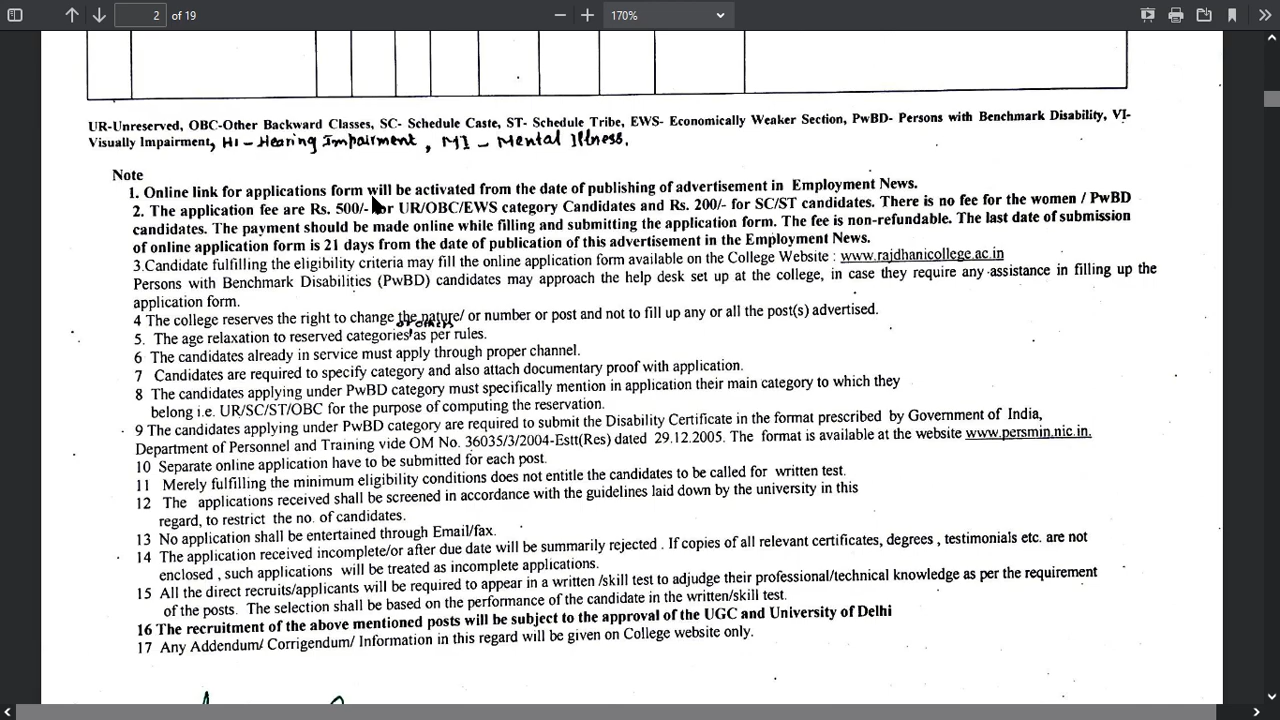 2 of 19
170%
UR-Unreserved, OBC-Other Backward Classes, SC- Schedule Caste, ST- Schedule Tribe, EWS- Economically Weaker Section, PwBD- Persons with Benchmark Disability, VI-
Visually Impairment, HI - Hearing Impairment, MI - Mental Illness.
Note
1. Online link for applications form will be activated from the date of publishing of advertisement in Employment News.
2. The application fee are Rs. 500/- for UR/OBC/EWS category Candidates and Rs. 200/- for SC/ST candidates. There is no fee for the women / PwBD
candidates. The payment should be made online while filling and submitting the application form. The fee is non-refundable. The last date of submission
of online application form is 21 days from the date of publication of this advertisement in the Employment News.
3.Candidate fulfilling the eligibility criteria may fill the online application form available on the College Website : www.rajdhanicollege.ac.in
Persons with Benchmark Disabilities (PwBD) candidates may approach the help desk set up at the college, in case they require any assistance in filling up the
application form.
4 The college reserves the right to change the nature/ or number or post and not to fill up any or all the post(s) advertised.
or others
5. The age relaxation to reserved categories as per rules.
6 The candidates already in service must apply through proper channel.
7 Candidates are required to specify category and also attach documentary proof with application.
8 The candidates applying under PwBD category must specifically mention in application their main category to which they
belong i.e. UR/SC/ST/OBC for the purpose of computing the reservation.
9 The candidates applying under PwBD category are required to submit the Disability Certificate in the format prescribed by Government of India,
Department of Personnel and Training vide OM No. 36035/3/2004-Estt(Res) dated 29.12.2005. The format is available at the website www.persmin.nic.in.
10 Separate online application have to be submitted for each post.
11 Merely fulfilling the minimum eligibility conditions does not entitle the candidates to be called for written test.
12 The applications received shall be screened in accordance with the guidelines laid down by the university in this
regard, to restrict the no. of candidates.
13 No application shall be entertained through Email/fax.
14 The application received incomplete/or after due date will be summarily rejected . If copies of all relevant certificates, degrees , testimonials etc. are not
enclosed , such applications will be treated as incomplete applications.
15 All the direct recruits/applicants will be required to appear in a written /skill test to adjudge their professional/technical knowledge as per the requirement
of the posts. The selection shall be based on the performance of the candidate in the written/skill test.
16 The recruitment of the above mentioned posts will be subject to the approval of the UGC and University of Delhi
17 Any Addendum/ Corrigendum/ Information in this regard will be given on College website only.